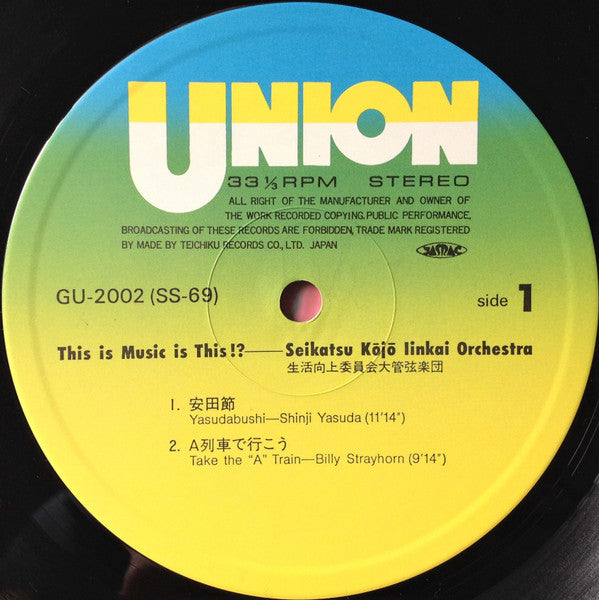 UNION
33 ⅓ RPM STEREO
ALL RIGHT OF THE MANUFACTURER AND OWNER OF
THE WORK RECORDED COPYING. PUBLIC PERFORMANCE,
BROADCASTING OF THESE RECORDS ARE FORBIDDEN, TRADE MARK REGISTERED
BY MADE BY TEICHIKU RECORDS CO., LTD. JAPAN
JASRAC
GU-2002 (SS-69)
side 1
This is Music is This!?——Seikatsu Kōjō Iinkai Orchestra
生活向上委員会大管弦楽団
1. 安田節
Yasudabushi—Shinji Yasuda (11'14")
2. A列車で行こう
Take the "A" Train—Billy Strayhorn (9'14")